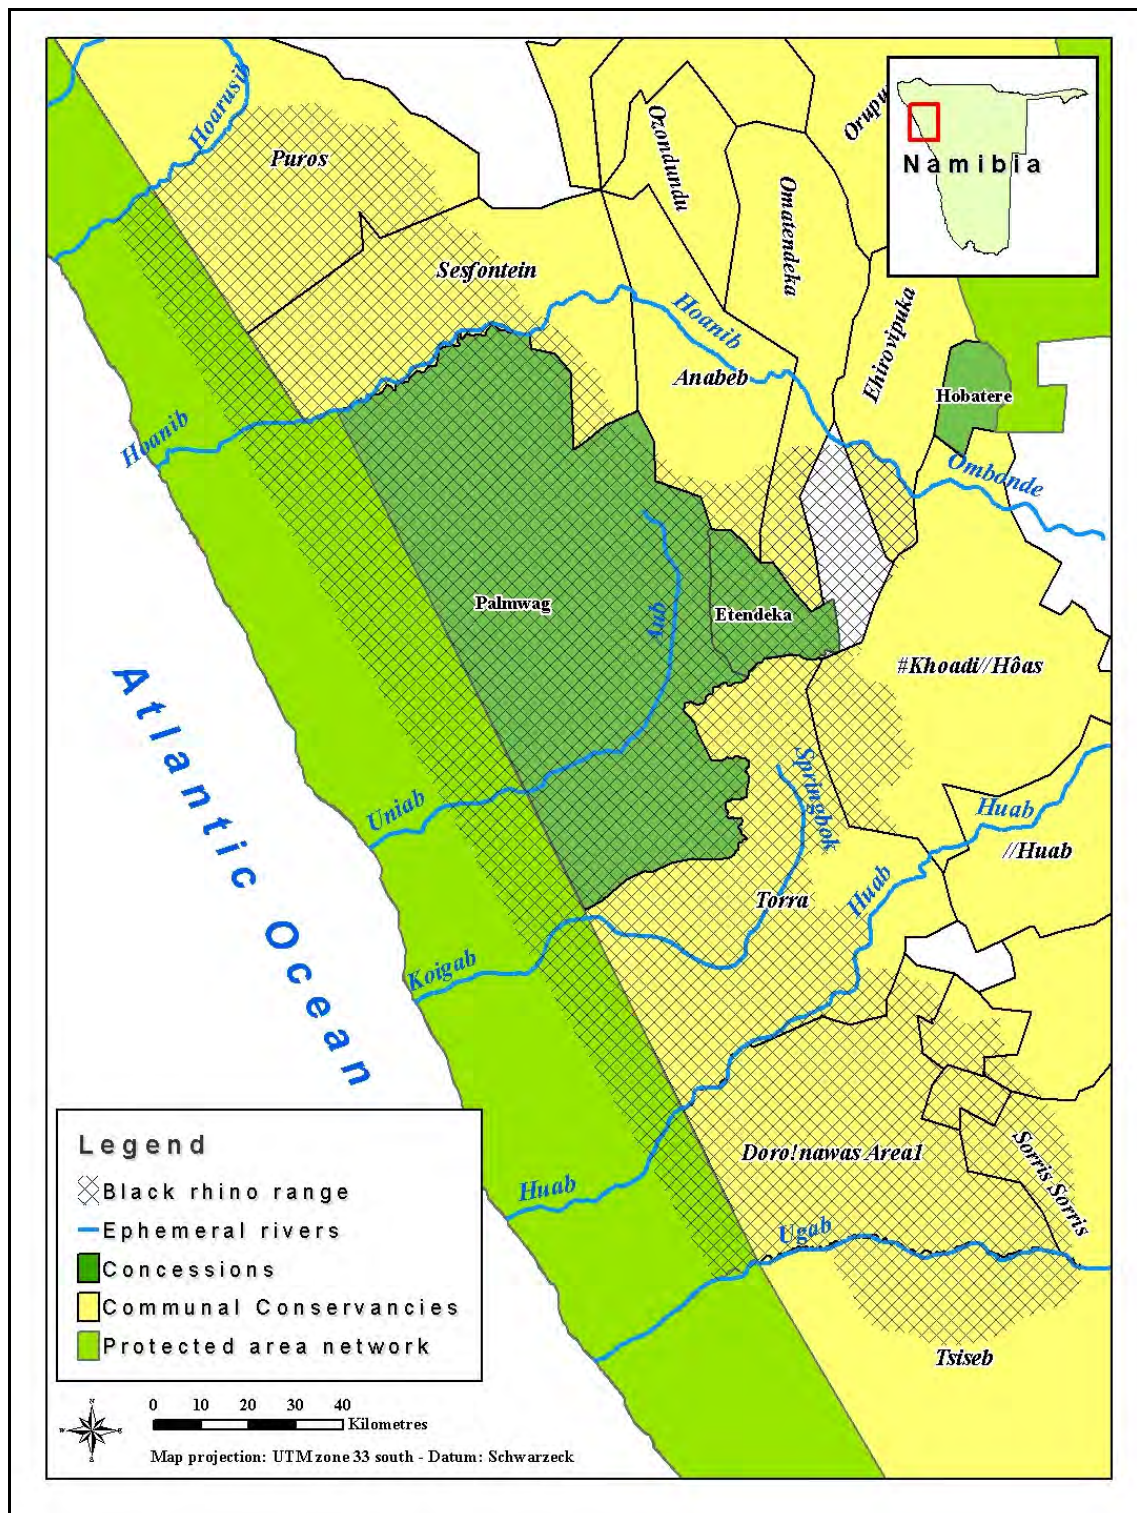 Hoarusib
Puros
Ozondundu
Orupu
Namibia
Omatendeka
Sesfontein
Hoanib
Ehirovipuka
Anabeb
Hobatere
Hoanib
Ombonde
Palmwag
Aub
Etendeka
#Khoadi//Hôas
Atlantic Ocean
Springbok
Uniab
Huab
//Huab
Torra
Huab
Koigab
Doro!nawas Area1
Sorris Sorris
Huab
Ugab
Tsiseb
Legend
Black rhino range
Ephemeral rivers
Concessions
Communal Conservancies
Protected area network
N
W
E
S
0 10 20 30 40
Kilometres
Map projection: UTM zone 33 south - Datum: Schwarzeck